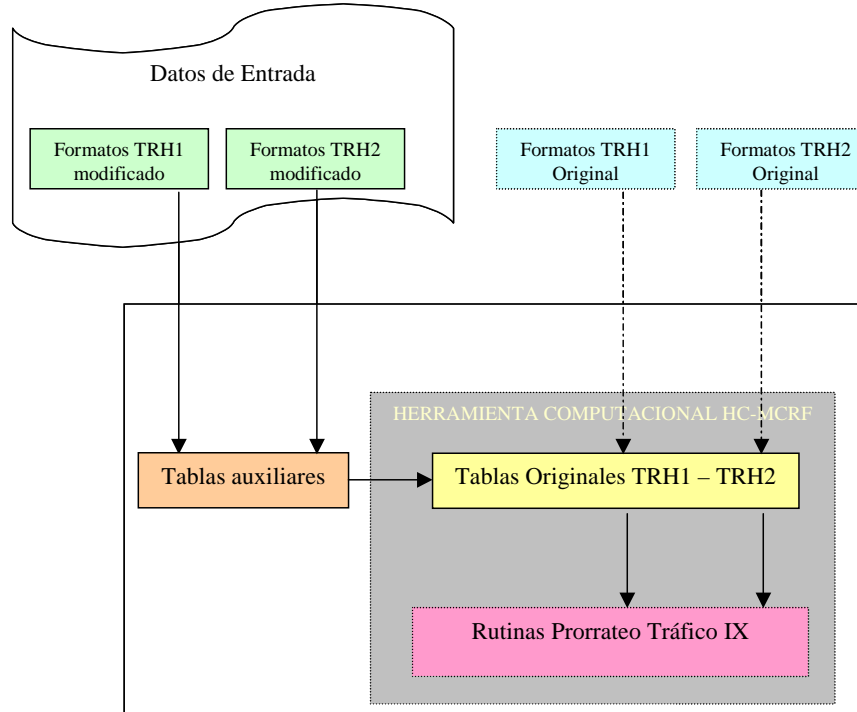 Datos de Entrada
Formatos TRH1
modificado
Formatos TRH2
modificado
Formatos TRH1
Original
Formatos TRH2
Original
HERRAMIENTA COMPUTACIONAL HC-MCRF
Tablas auxiliares
Tablas Originales TRH1 – TRH2
Rutinas Prorrateo Tráfico IX